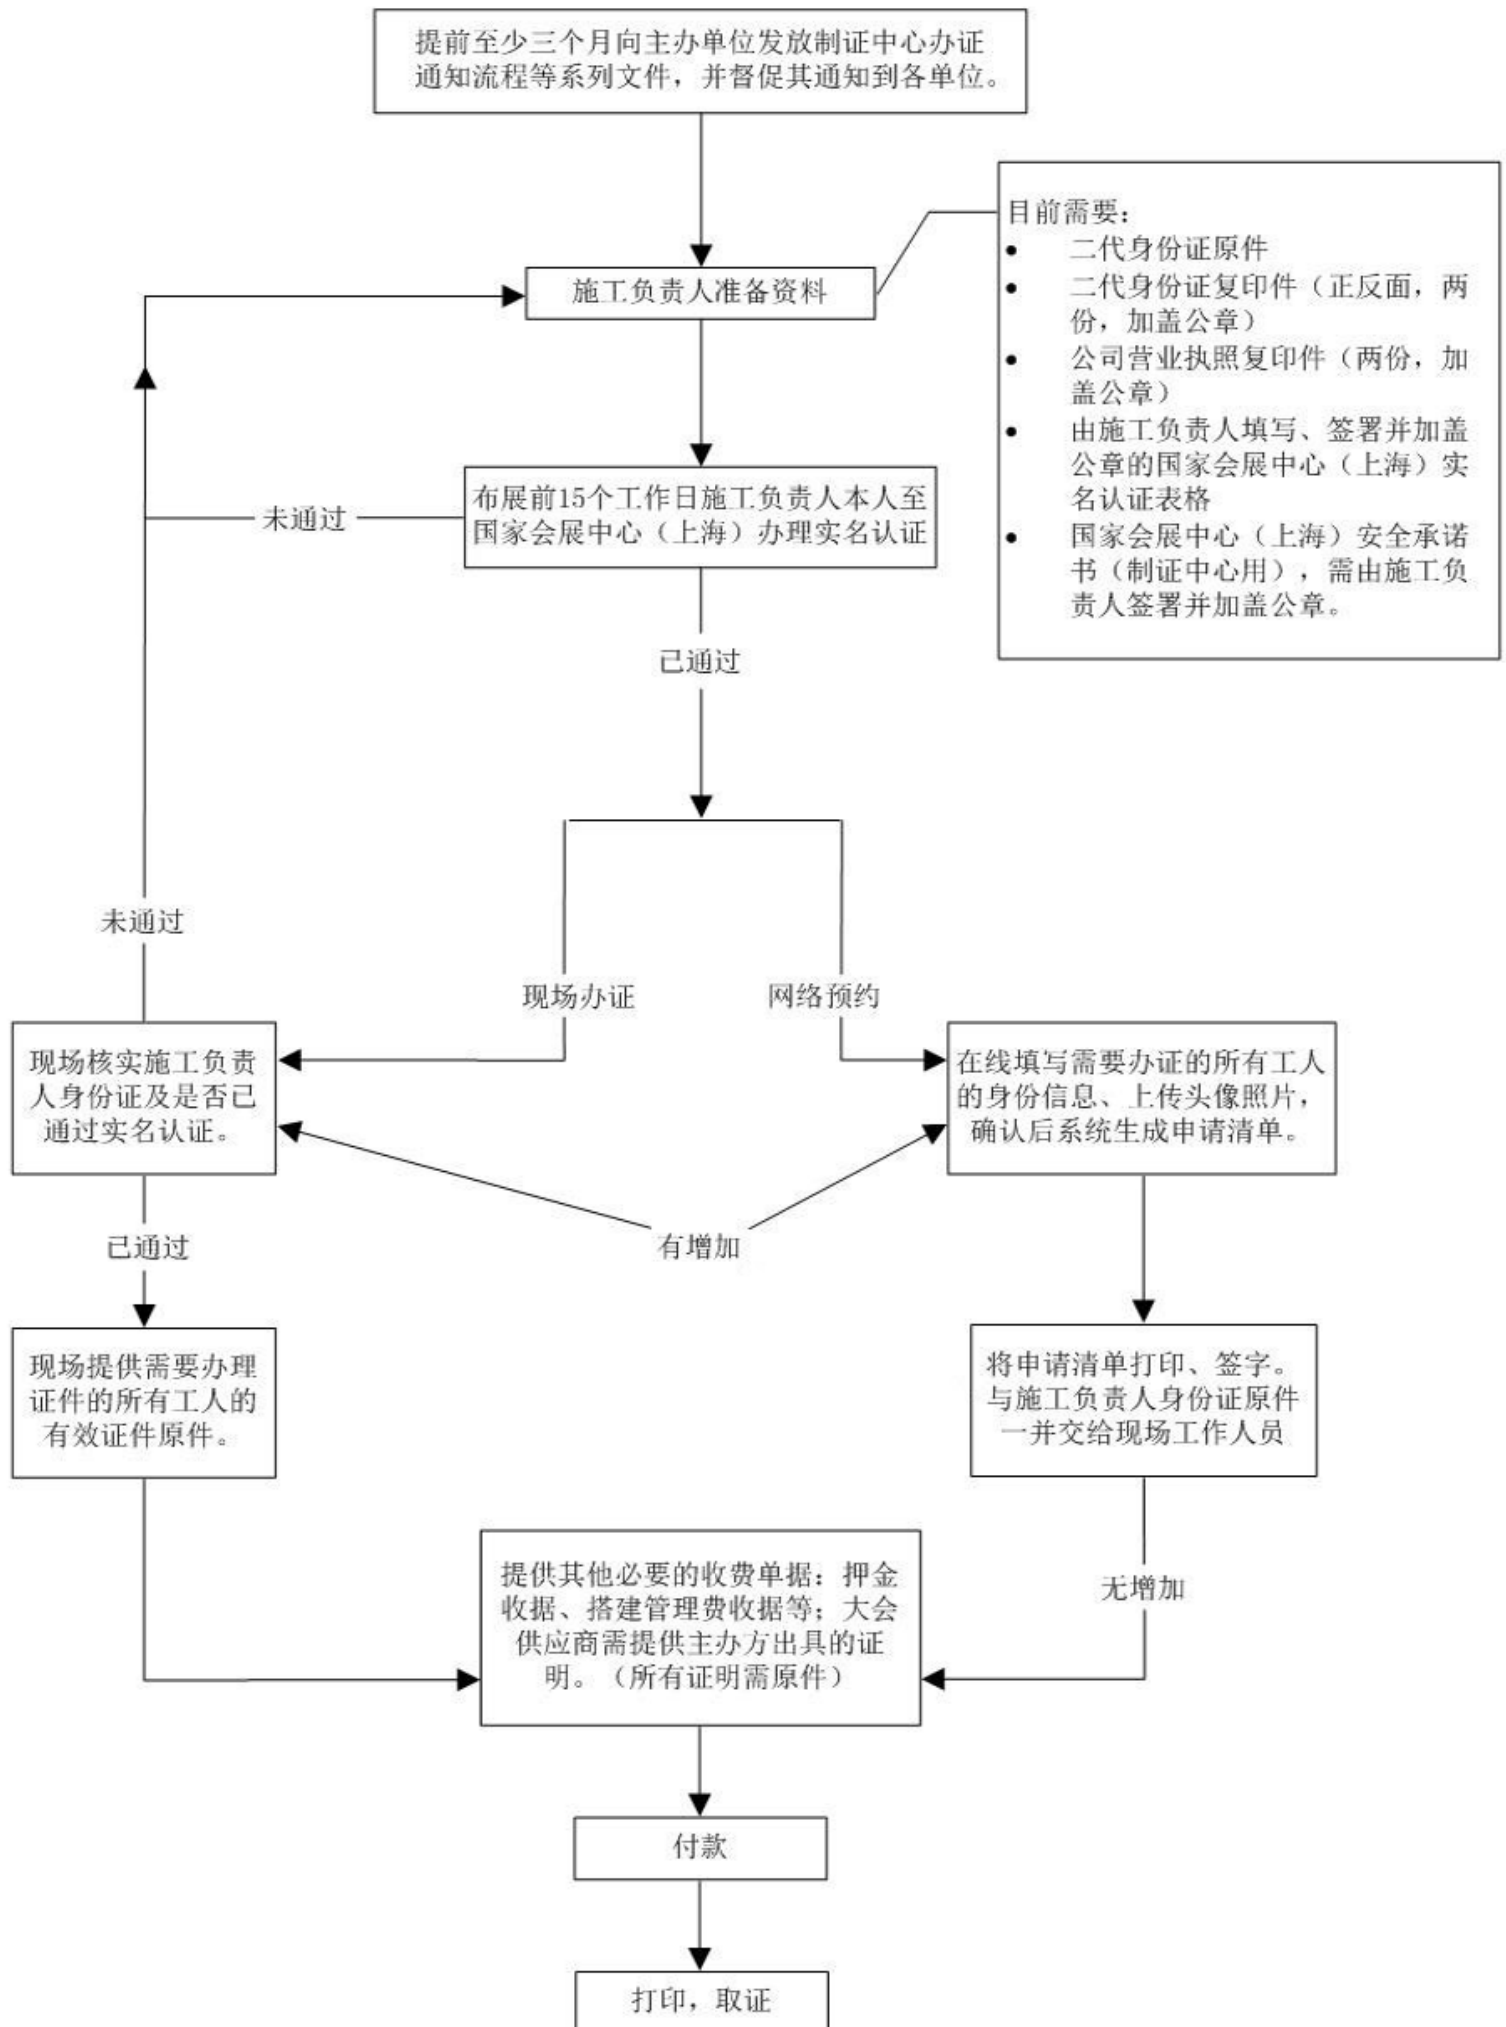 提前至少三个月向主办单位发放制证中心办证
通知流程等系列文件，并督促其通知到各单位。
目前需要：
● 二代身份证原件
● 二代身份证复印件（正反面，两
份，加盖公章）
● 公司营业执照复印件（两份，加
盖公章）
● 由施工负责人填写、签署并加盖
公章的国家会展中心（上海）实
名认证表格
● 国家会展中心（上海）安全承诺
书（制证中心用），需由施工负
责人签署并加盖公章。
施工负责人准备资料
布展前15个工作日施工负责人本人至
国家会展中心（上海）办理实名认证
未通过
已通过
未通过
现场办证
网络预约
现场核实施工负责
人身份证及是否已
通过实名认证。
在线填写需要办证的所有工人
的身份信息、上传头像照片，
确认后系统生成申请清单。
已通过
有增加
现场提供需要办理
证件的所有工人的
有效证件原件。
将申请清单打印、签字。
与施工负责人身份证原件
一并交给现场工作人员
无增加
提供其他必要的收费单据：押金
收据、搭建管理费收据等；大会
供应商需提供主办方出具的证
明。（所有证明需原件）
付款
打印，取证